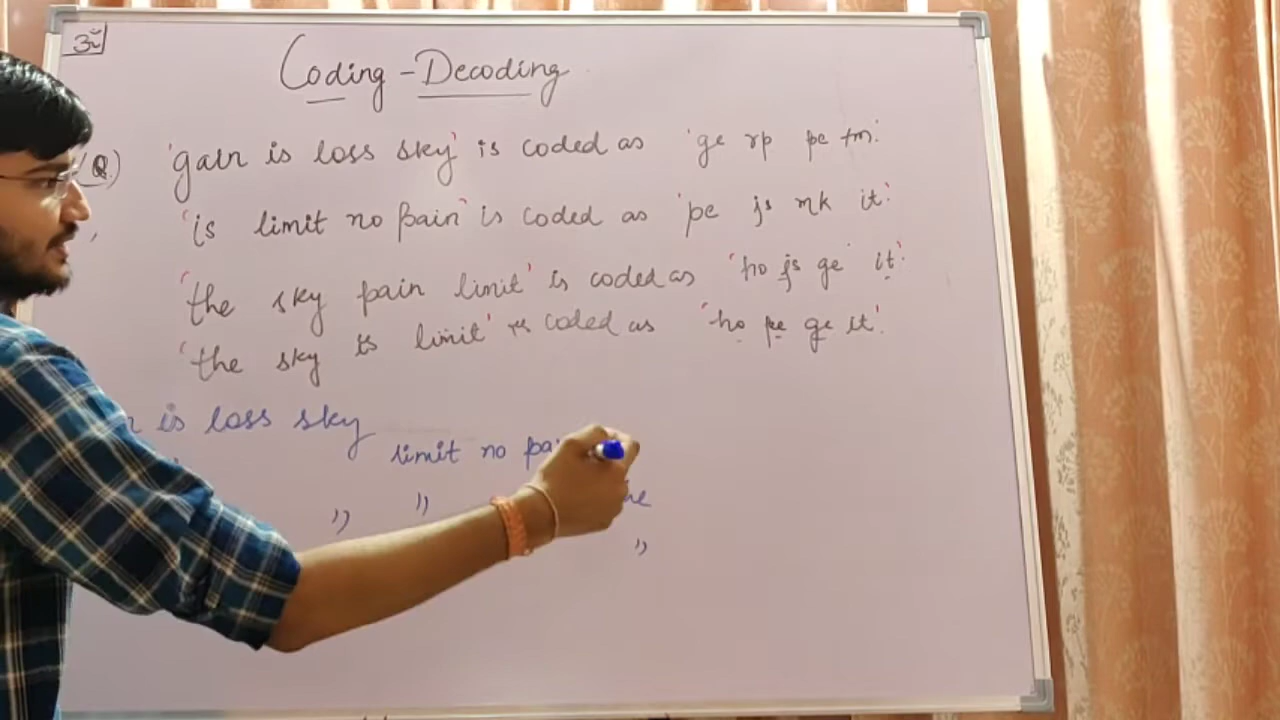 Coding - Decoding
Q.) 'gain is loss sky' is coded as 'ge rp pe tm.'
'is limit no pain' is coded as 'pe js nk it.'
'the sky pain limit' is coded as 'ho js ge it'.
'the sky is limit' is coded as 'ho pe ge it'.
is loss sky
limit no
" "
"